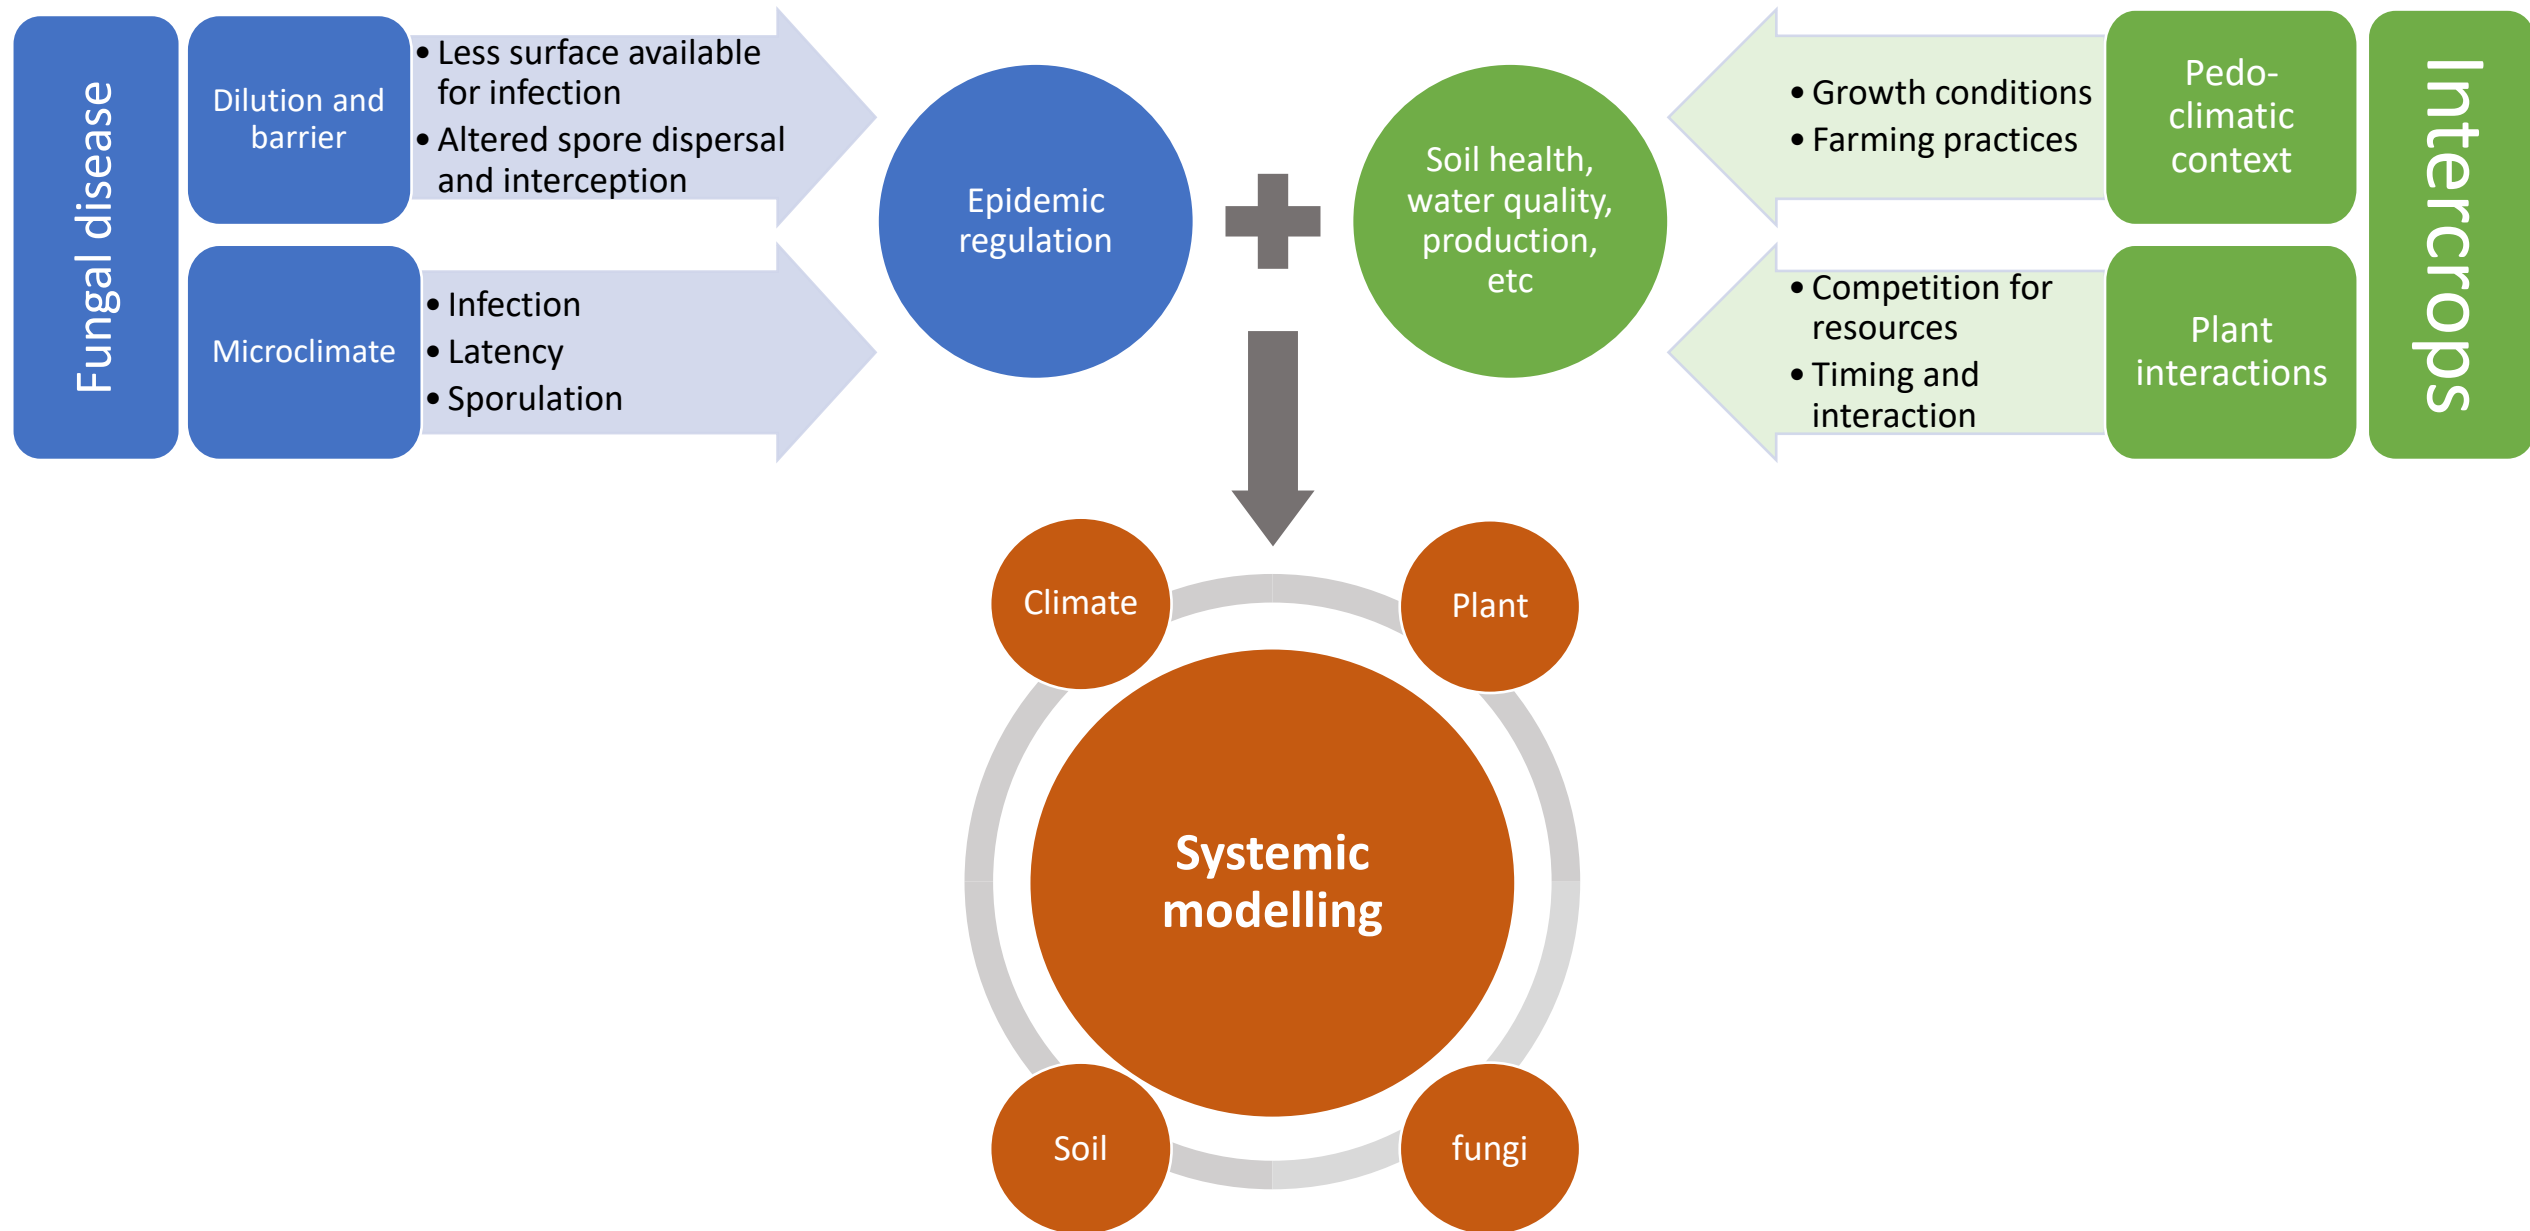 Fungal disease
Dilution and
barrier
• Less surface available
for infection
• Altered spore dispersal
and interception
Microclimate
• Infection
• Latency
• Sporulation
Epidemic
regulation
Soil health,
water quality,
production,
etc
• Growth conditions
• Farming practices
Pedo-
climatic
context
• Competition for
resources
• Timing and
interaction
Plant
interactions
Intercrops
Climate
Plant
Systemic
modelling
Soil
fungi